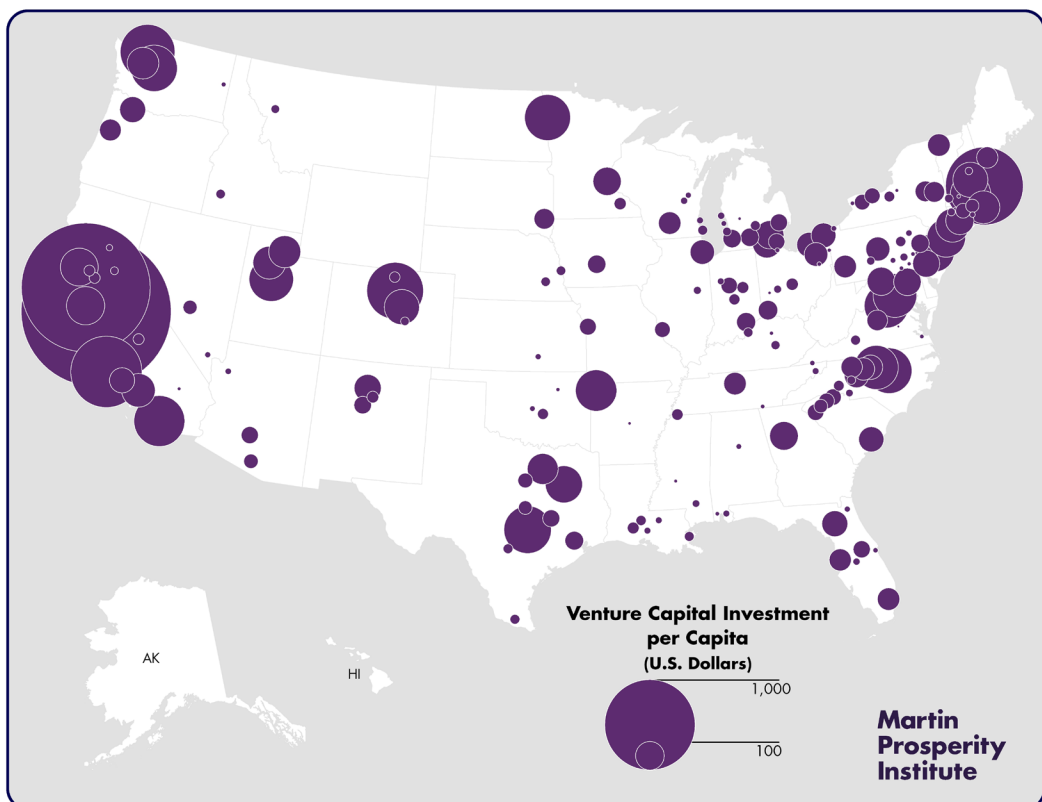 AK
HI
Venture Capital Investment
per Capita
(U.S. Dollars)
1,000
100
Martin
Prosperity
Institute